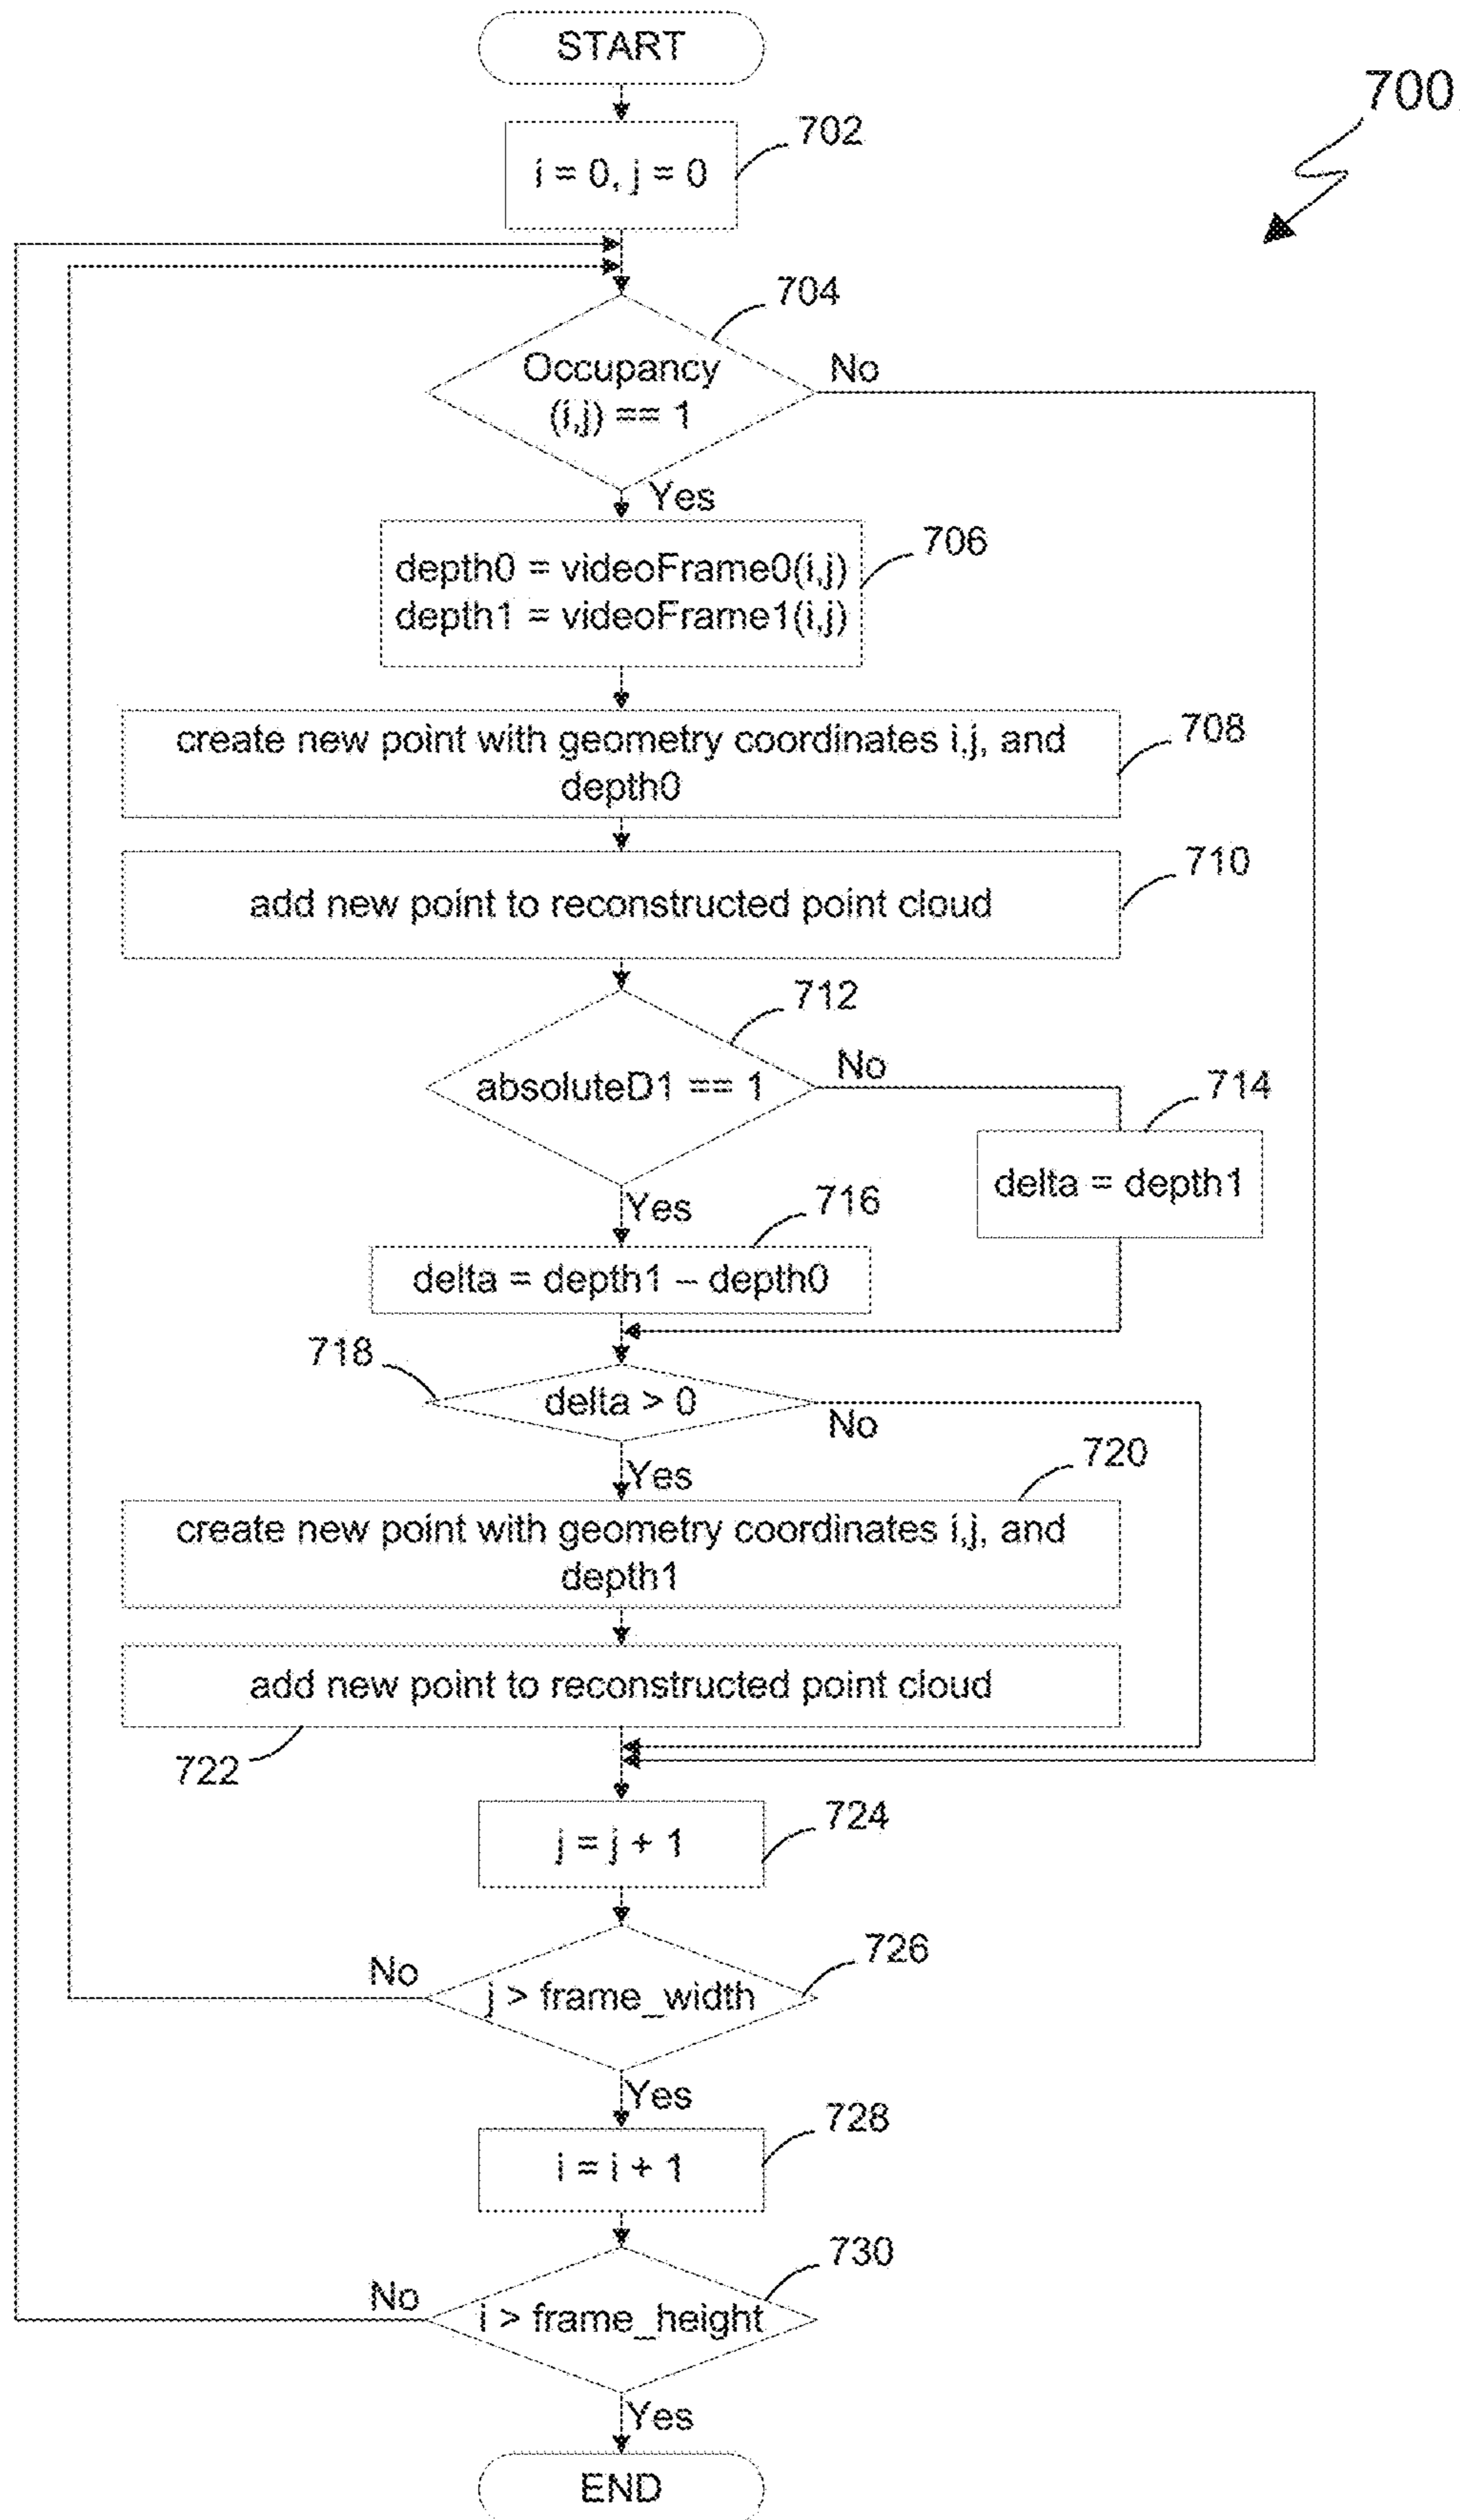 START
700
702
i = 0, j = 0
704
Occupancy
(i,j) == 1
No
Yes
706
depth0 = videoFrame0(i,j)
depth1 = videoFrame1(i,j)
708
create new point with geometry coordinates i,j, and
depth0
710
add new point to reconstructed point cloud
712
absoluteD1 == 1
No
714
delta = depth1
Yes
716
delta = depth1 – depth0
718
delta > 0
No
Yes
720
create new point with geometry coordinates i,j, and
depth1
add new point to reconstructed point cloud
722
724
j = j + 1
726
No
j > frame_width
Yes
728
i = i + 1
730
No
i > frame_height
Yes
END